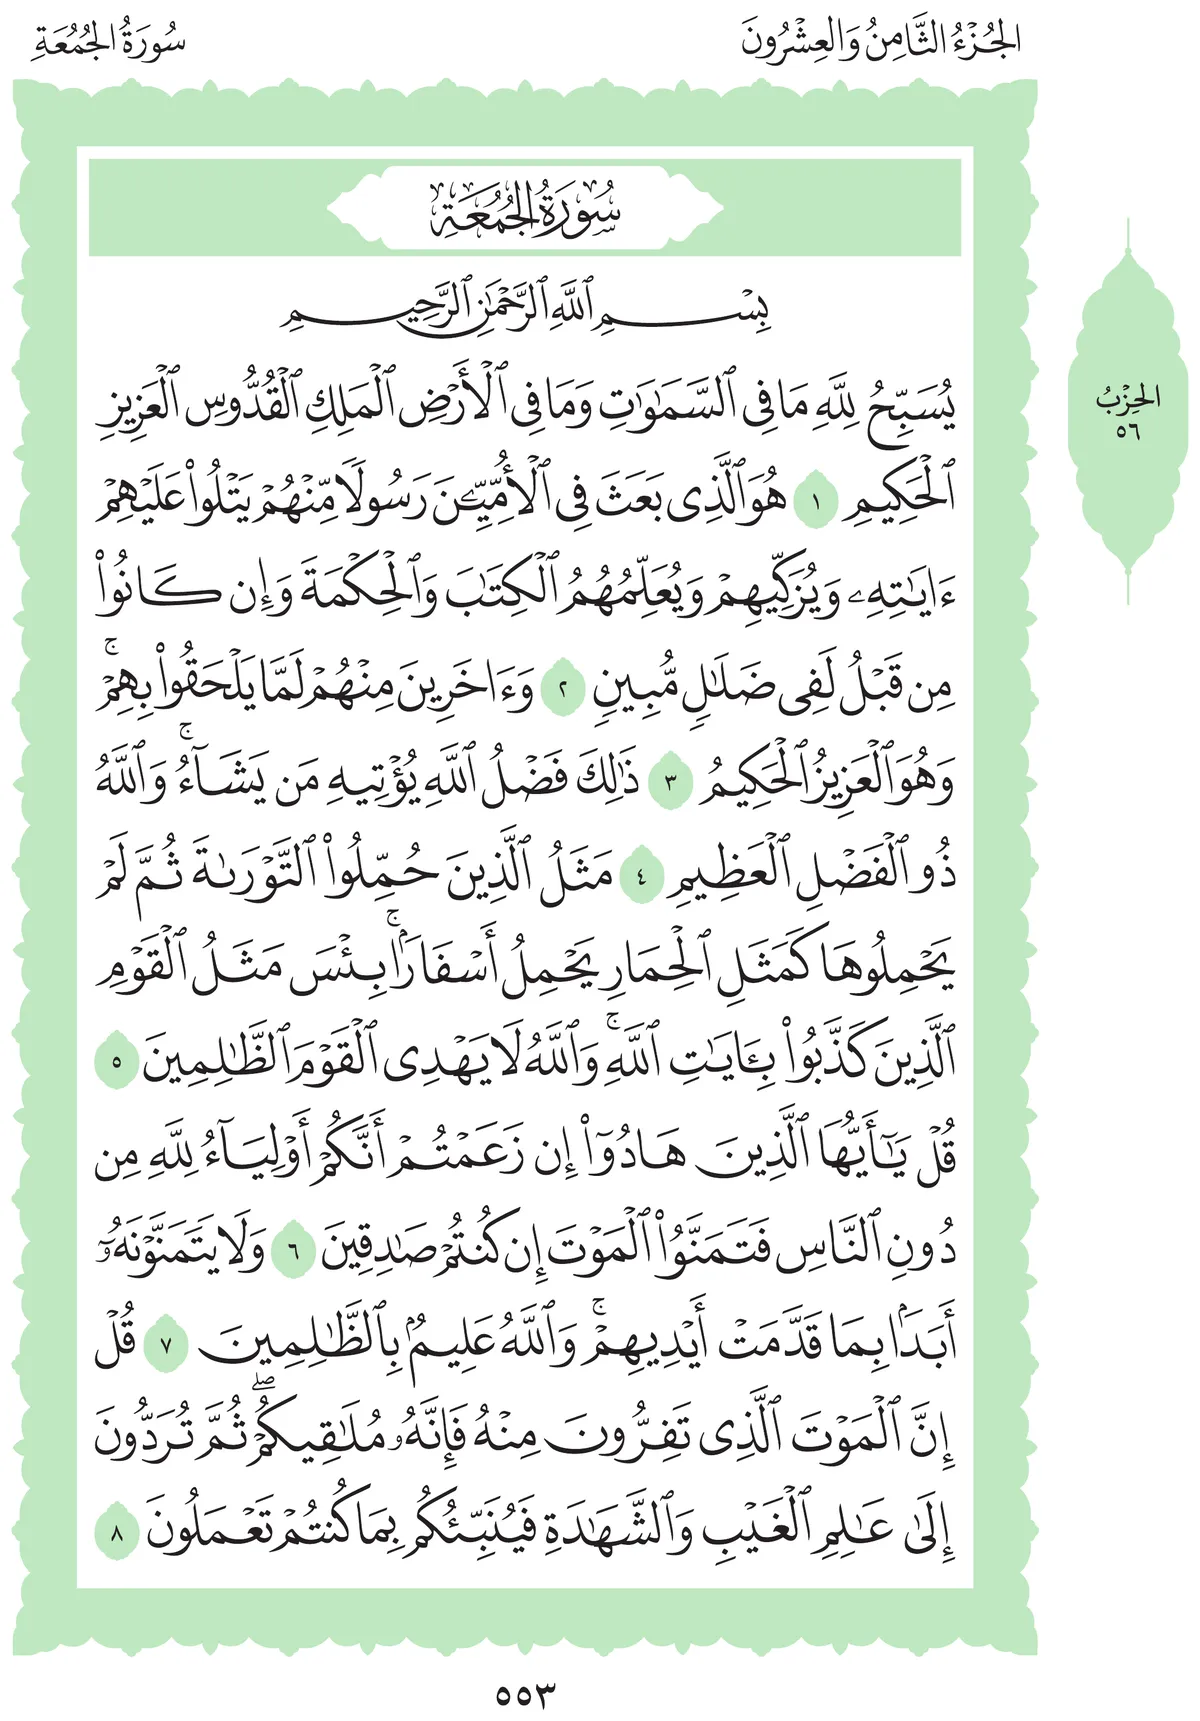 الجُزْءُ الثَّامِنُ وَالعِشْرُونَ
سُورَةُ الجُمُعَةِ
سُورَةُ الجُمُعَةِ
بِسْمِ ٱللَّهِ ٱلرَّحْمَٰنِ ٱلرَّحِيمِ
يُسَبِّحُ لِلَّهِ مَا فِي ٱلسَّمَٰوَٰتِ وَمَا فِي ٱلْأَرْضِ ٱلْمَلِكِ ٱلْقُدُّوسِ ٱلْعَزِيزِ
ٱلْحَكِيمِ ١ هُوَ ٱلَّذِي بَعَثَ فِي ٱلْأُمِّيِّـۧنَ رَسُولًا مِّنْهُمْ يَتْلُوا۟ عَلَيْهِمْ
ءَايَٰتِهِۦ وَيُزَكِّيهِمْ وَيُعَلِّمُهُمُ ٱلْكِتَٰبَ وَٱلْحِكْمَةَ وَإِن كَانُوا۟
مِن قَبْلُ لَفِي ضَلَٰلٍ مُّبِينٍ ٢ وَءَاخَرِينَ مِنْهُمْ لَمَّا يَلْحَقُوا۟ بِهِمْۚ
وَهُوَ ٱلْعَزِيزُ ٱلْحَكِيمُ ٣ ذَٰلِكَ فَضْلُ ٱللَّهِ يُؤْتِيهِ مَن يَشَآءُۚ وَٱللَّهُ
ذُو ٱلْفَضْلِ ٱلْعَظِيمِ ٤ مَثَلُ ٱلَّذِينَ حُمِّلُوا۟ ٱلتَّوْرَىٰةَ ثُمَّ لَمْ
يَحْمِلُوهَا كَمَثَلِ ٱلْحِمَارِ يَحْمِلُ أَسْفَارًۢاۚ بِئْسَ مَثَلُ ٱلْقَوْمِ
ٱلَّذِينَ كَذَّبُوا۟ بِـَٔايَٰتِ ٱللَّهِۚ وَٱللَّهُ لَا يَهْدِي ٱلْقَوْمَ ٱلظَّٰلِمِينَ ٥
قُلْ يَٰٓأَيُّهَا ٱلَّذِينَ هَادُوٓا۟ إِن زَعَمْتُمْ أَنَّكُمْ أَوْلِيَآءُ لِلَّهِ مِن
دُونِ ٱلنَّاسِ فَتَمَنَّوُا۟ ٱلْمَوْتَ إِن كُنتُمْ صَٰدِقِينَ ٦ وَلَا يَتَمَنَّوْنَهُۥٓ
أَبَدًۢا بِمَا قَدَّمَتْ أَيْدِيهِمْۚ وَٱللَّهُ عَلِيمٌۢ بِٱلظَّٰلِمِينَ ٧ قُلْ
إِنَّ ٱلْمَوْتَ ٱلَّذِي تَفِرُّونَ مِنْهُ فَإِنَّهُۥ مُلَٰقِيكُمْۖ ثُمَّ تُرَدُّونَ
إِلَىٰ عَٰلِمِ ٱلْغَيْبِ وَٱلشَّهَٰدَةِ فَيُنَبِّئُكُم بِمَا كُنتُمْ تَعْمَلُونَ ٨
الحِزْبُ
٥٦
٥٥٣